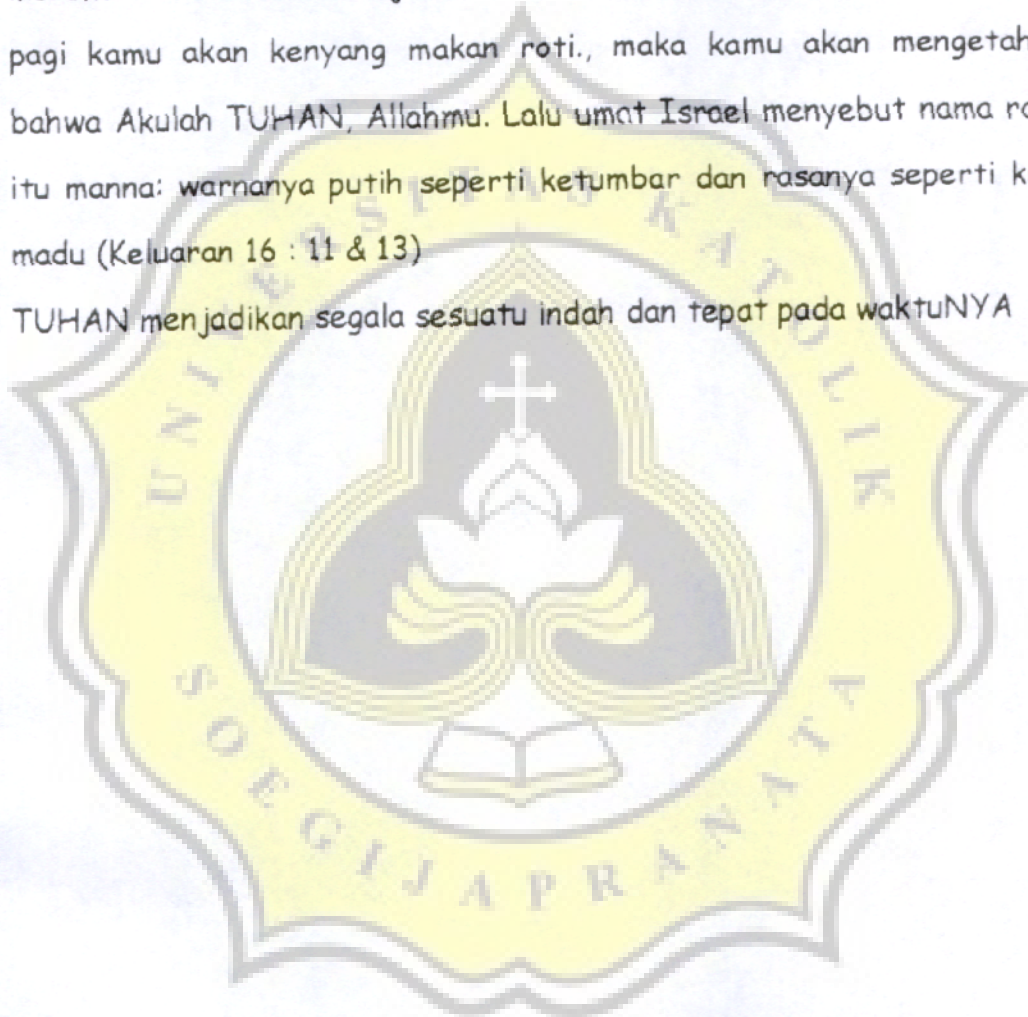 pagi kamu akan kenyang makan roti., maka kamu akan mengetah
bahwa Akulah TUHAN, Allahmu. Lalu umat Israel menyebut nama ro
itu manna: warnanya putih seperti ketumbar dan rasanya seperti k
madu (Keluaran 16 : 11 & 13)
TUHAN menjadikan segala sesuatu indah dan tepat pada waktuNYA
UNIVERSITAS KATOLIK
SOEGIJAPRANATA